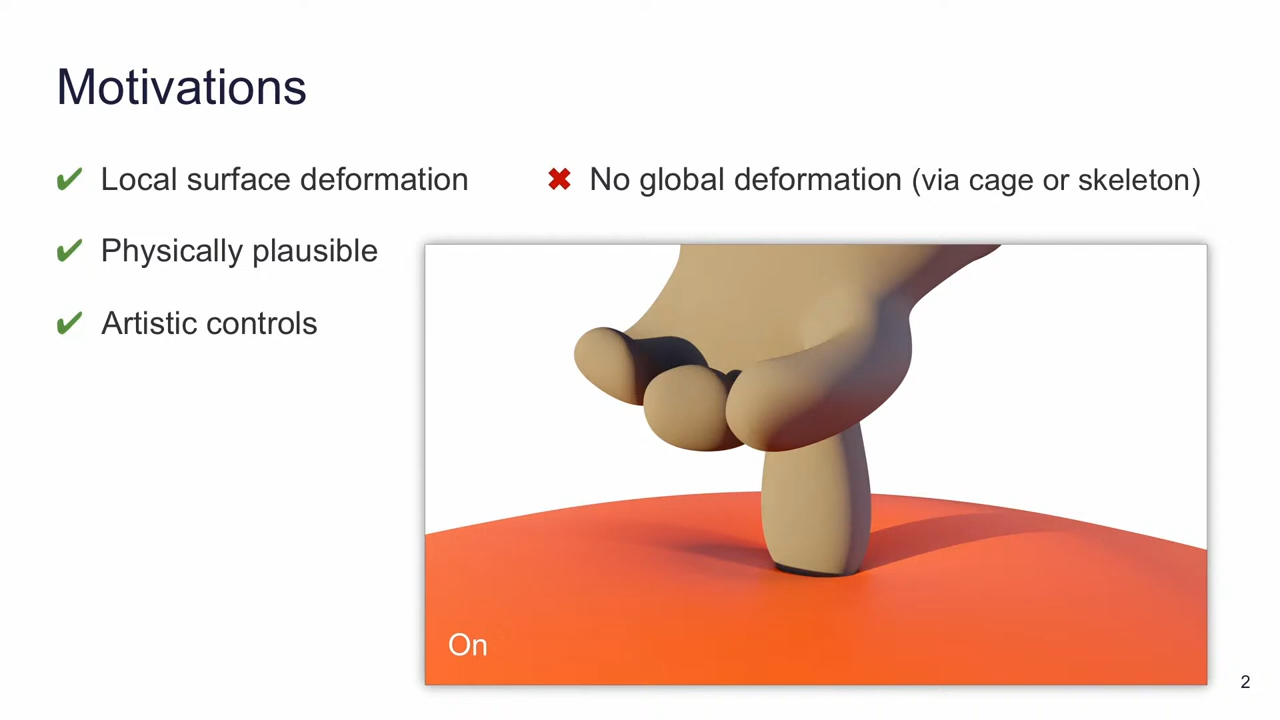 Motivations
✔ Local surface deformation
✖ No global deformation (via cage or skeleton)
✔ Physically plausible
✔ Artistic controls
On
2